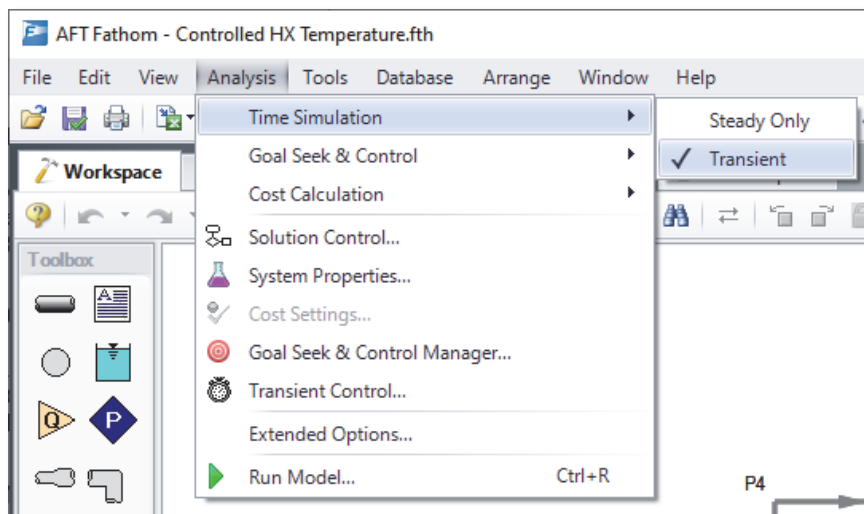 AFT Fathom - Controlled HX Temperature.fth
File Edit View Analysis Tools Database Arrange Window Help
Time Simulation
Steady Only
Goal Seek & Control
Transient
Workspace
Cost Calculation
Solution Control...
Toolbox
System Properties...
A
Cost Settings...
Goal Seek & Control Manager...
Transient Control...
Q P
Extended Options...
Run Model... Ctrl+R
P4